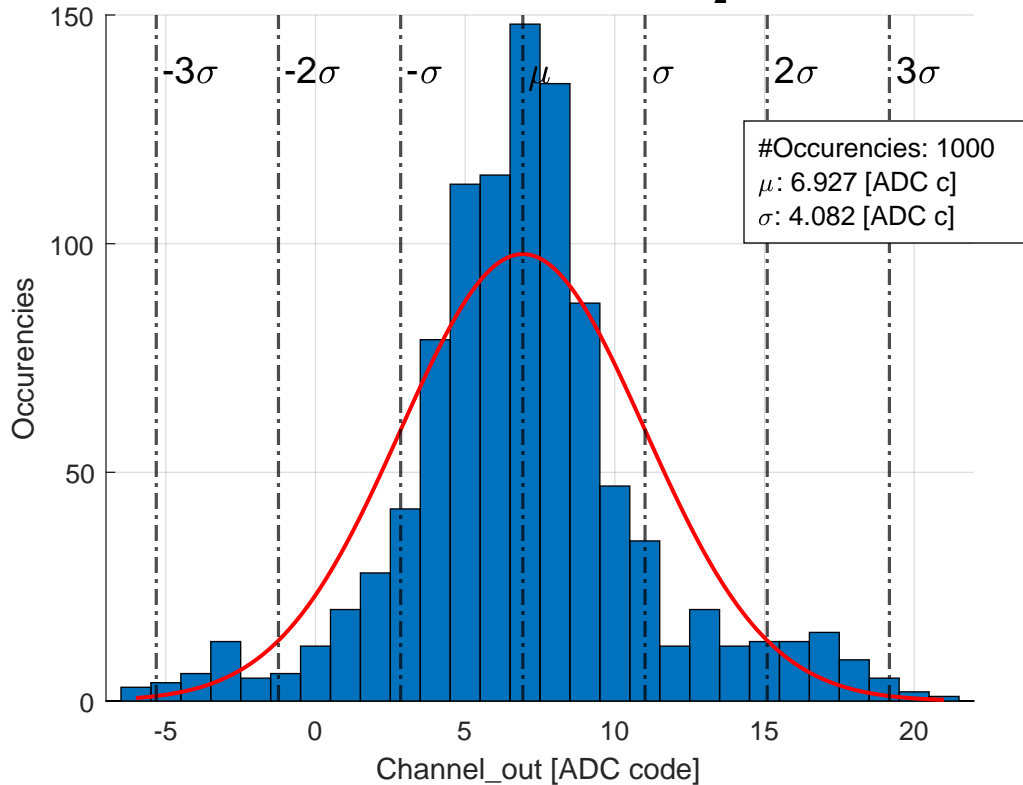 150
-3σ -2σ -σ μ σ 2σ 3σ
#Occurencies: 1000
μ: 6.927 [ADC c]
σ: 4.082 [ADC c]
100
Occurencies
50
0
-5 0 5 10 15 20
Channel_out [ADC code]